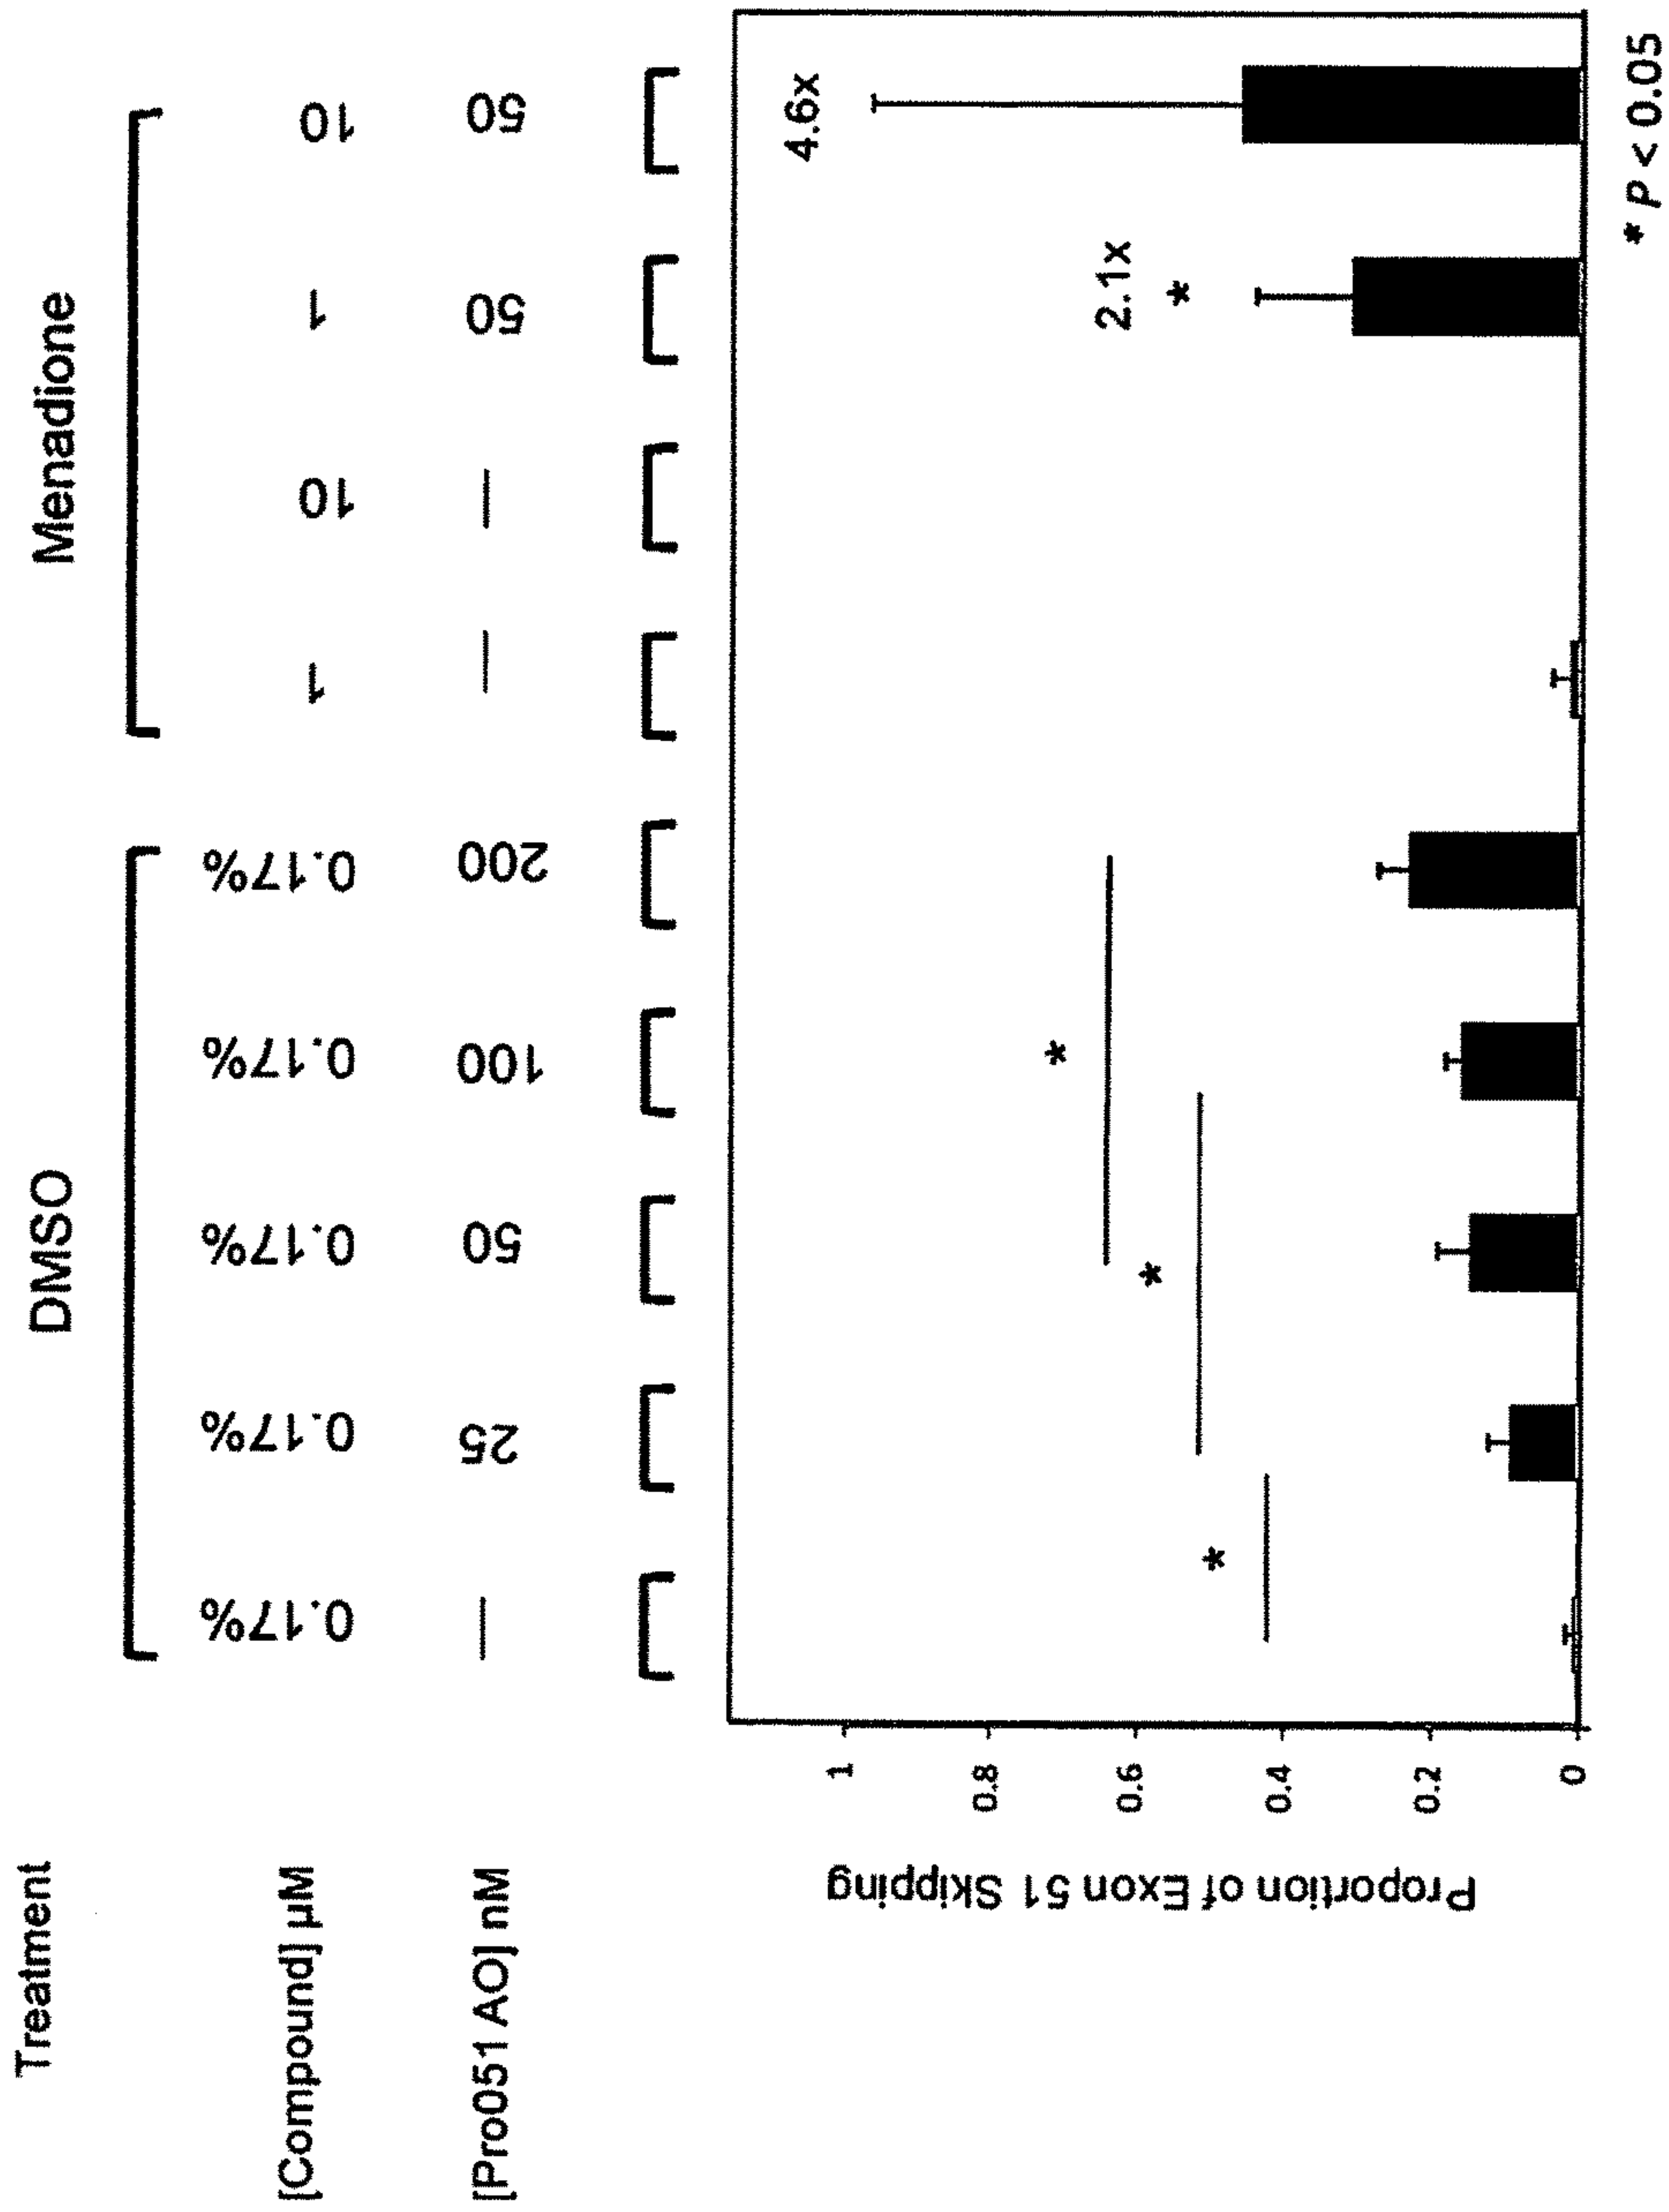 Treatment DMSO Menadione
[Compound] µM 0.17% 0.17% 0.17% 0.17% 0.17% 1 10 1 10
[Pro051 AO] nM — 25 50 100 200 — — 50 50
Proportion of Exon 51 Skipping
1
0.8
0.6
0.4
0.2
0
*
*
*
2.1x
*
4.6x
* P < 0.05